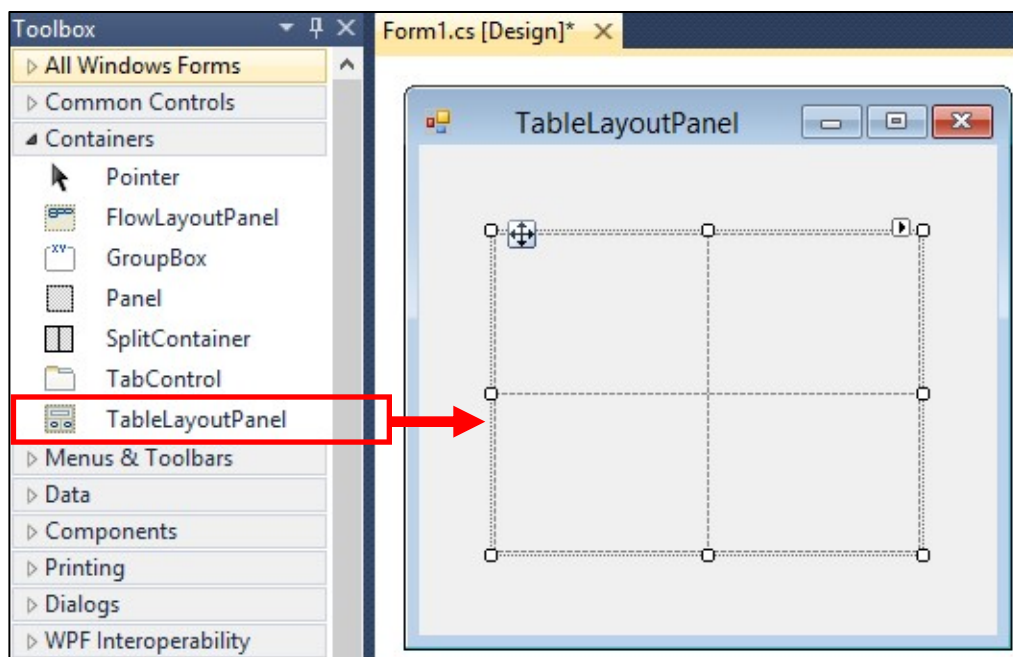 Toolbox
All Windows Forms
Common Controls
Containers
Pointer
FlowLayoutPanel
GroupBox
Panel
SplitContainer
TabControl
TableLayoutPanel
Menus & Toolbars
Data
Components
Printing
Dialogs
WPF Interoperability
Form1.cs [Design]*
TableLayoutPanel